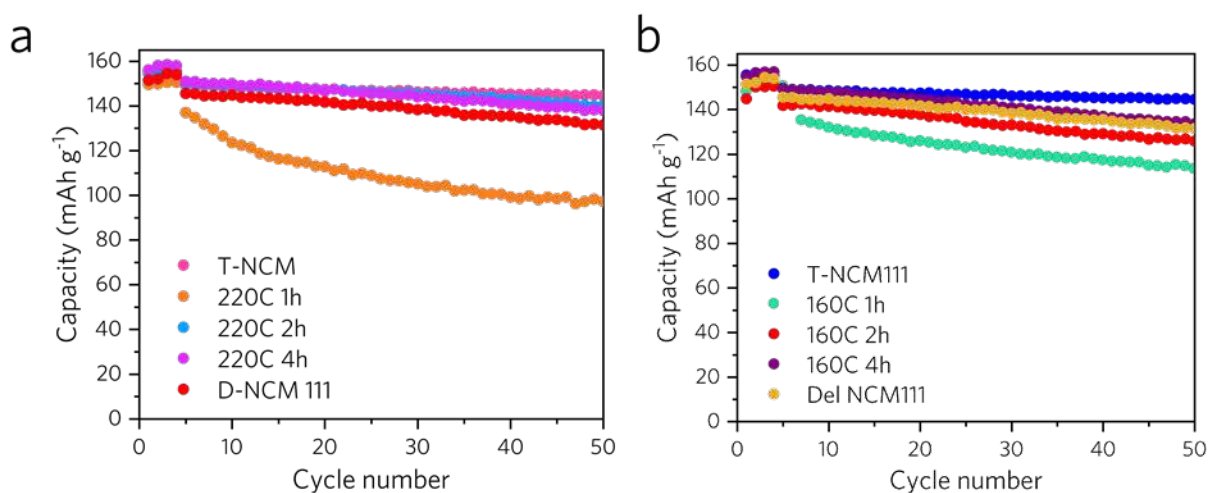 a
Capacity (mAh g⁻¹)
160
140
120
100
80
60
40
20
0
T-NCM
220C 1h
220C 2h
220C 4h
D-NCM 111
0 10 20 30 40 50
Cycle number
b
Capacity (mAh g⁻¹)
160
140
120
100
80
60
40
20
0
T-NCM111
160C 1h
160C 2h
160C 4h
Del NCM111
0 10 20 30 40 50
Cycle number